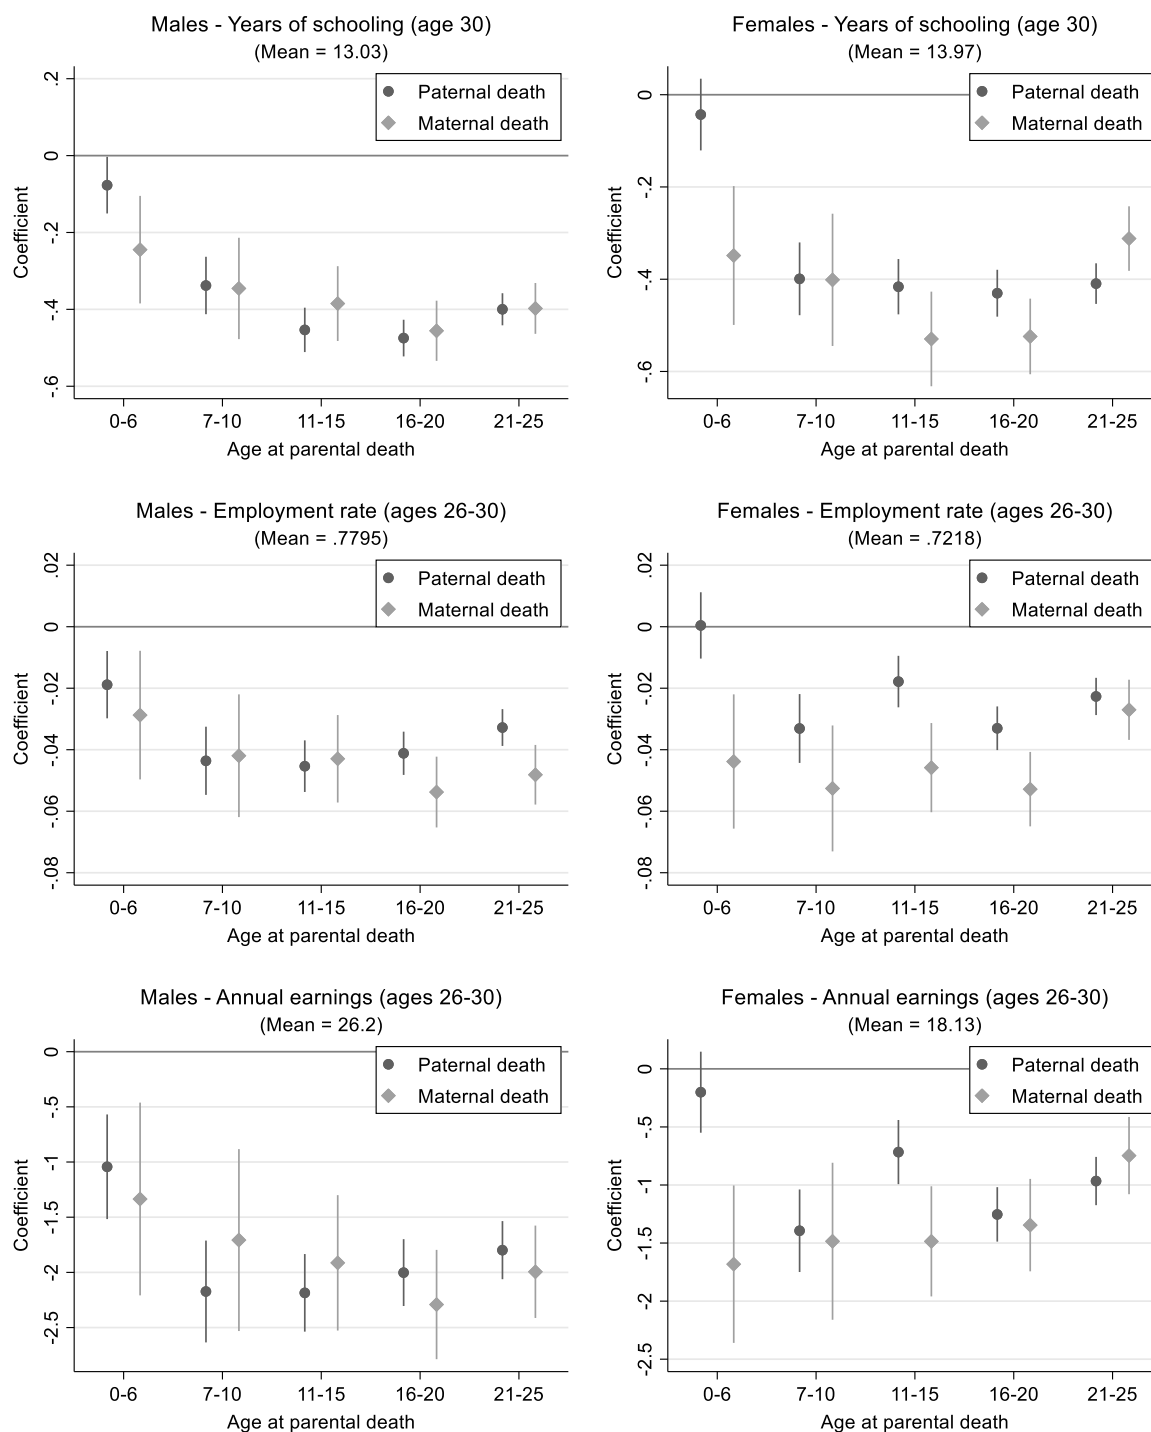 Males - Years of schooling (age 30)
(Mean = 13.03)
Paternal death
Maternal death
.2
0
-.2
-.4
-.6
Coefficient
0-6 7-10 11-15 16-20 21-25
Age at parental death
Females - Years of schooling (age 30)
(Mean = 13.97)
Paternal death
Maternal death
0
-.2
-.4
-.6
Coefficient
0-6 7-10 11-15 16-20 21-25
Age at parental death
Males - Employment rate (ages 26-30)
(Mean = .7795)
Paternal death
Maternal death
.02
0
-.02
-.04
-.06
-.08
Coefficient
0-6 7-10 11-15 16-20 21-25
Age at parental death
Females - Employment rate (ages 26-30)
(Mean = .7218)
Paternal death
Maternal death
.02
0
-.02
-.04
-.06
-.08
Coefficient
0-6 7-10 11-15 16-20 21-25
Age at parental death
Males - Annual earnings (ages 26-30)
(Mean = 26.2)
Paternal death
Maternal death
0
-.5
-1
-1.5
-2
-2.5
Coefficient
0-6 7-10 11-15 16-20 21-25
Age at parental death
Females - Annual earnings (ages 26-30)
(Mean = 18.13)
Paternal death
Maternal death
0
-.5
-1
-1.5
-2
-2.5
Coefficient
0-6 7-10 11-15 16-20 21-25
Age at parental death